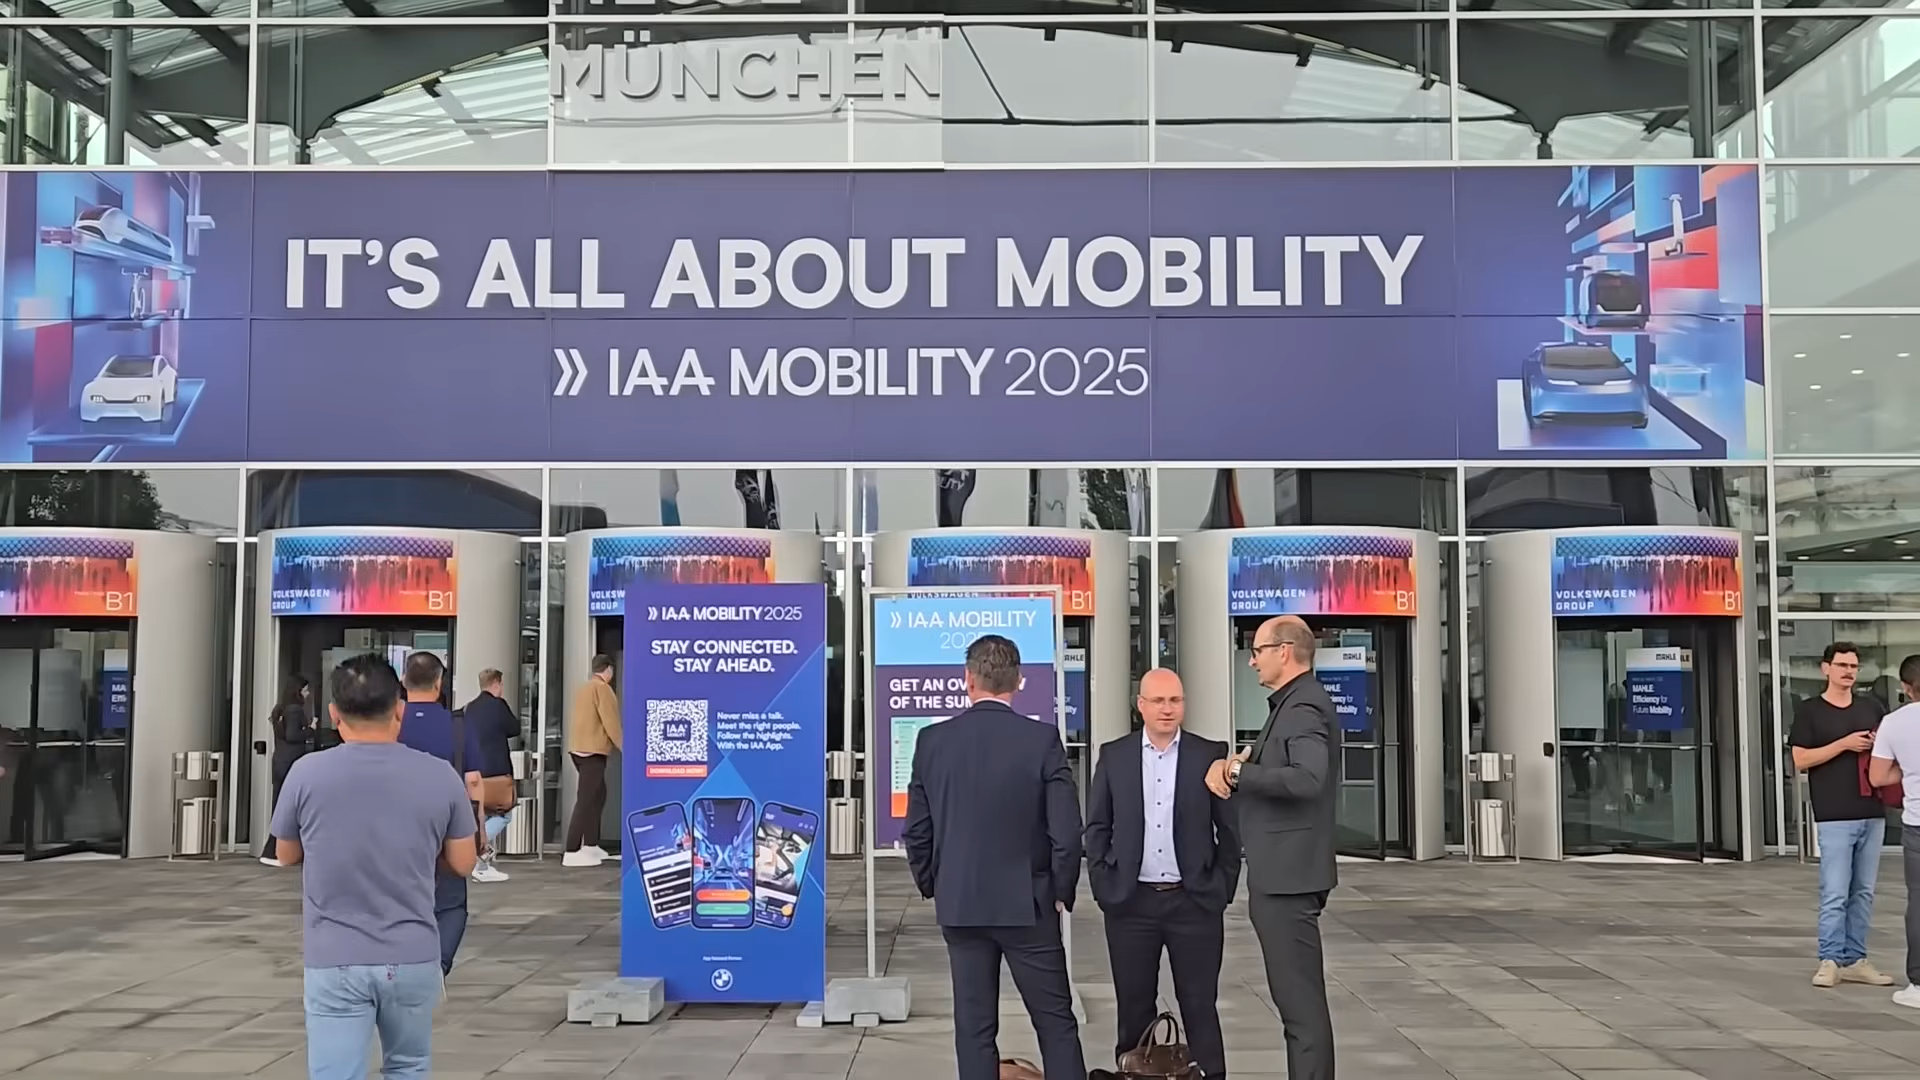 MÜNCHEN
IT'S ALL ABOUT MOBILITY
» IAA MOBILITY 2025
B1
VOLKSWAGEN
GROUP
B1
VOLKSW
GROUP
VOLKSWAGEN
B1
VOLKSWAGEN
GROUP
B1
VOLKSWAGEN
GROUP
B1
» IAA MOBILITY 2025
STAY CONNECTED.
STAY AHEAD.
IAA
MOBILITY
Never miss a talk.
Meet the right people.
Follow the highlights.
With the IAA App.
DOWNLOAD NOW!
» IAA MOBILITY
GET AN
OF THE
MAHLE
MAHLE
MAHLE.
Efficiency for
Future Mobility